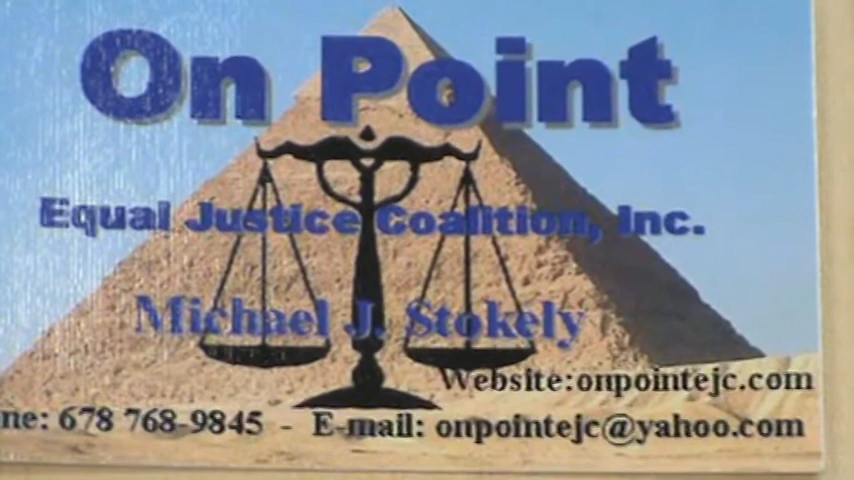 On Point
Equal Justice Coalition, Inc.
Michael J. Stokely
Website:onpointejc.com
ne: 678 768-9845 - E-mail: onpointejc@yahoo.com